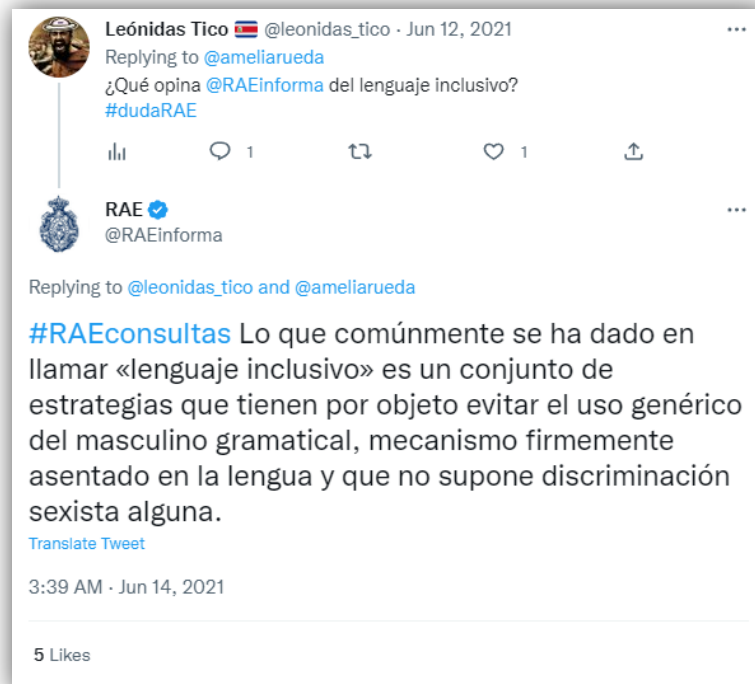 Leónidas Tico 🇨🇷 @leonidas_tico · Jun 12, 2021
Replying to @ameliarueda
¿Qué opina @RAEinforma del lenguaje inclusivo?
#dudaRAE
1 1
RAE
@RAEinforma
Replying to @leonidas_tico and @ameliarueda
#RAEconsultas Lo que comúnmente se ha dado en
llamar «lenguaje inclusivo» es un conjunto de
estrategias que tienen por objeto evitar el uso genérico
del masculino gramatical, mecanismo firmemente
asentado en la lengua y que no supone discriminación
sexista alguna.
Translate Tweet
3:39 AM · Jun 14, 2021
5 Likes